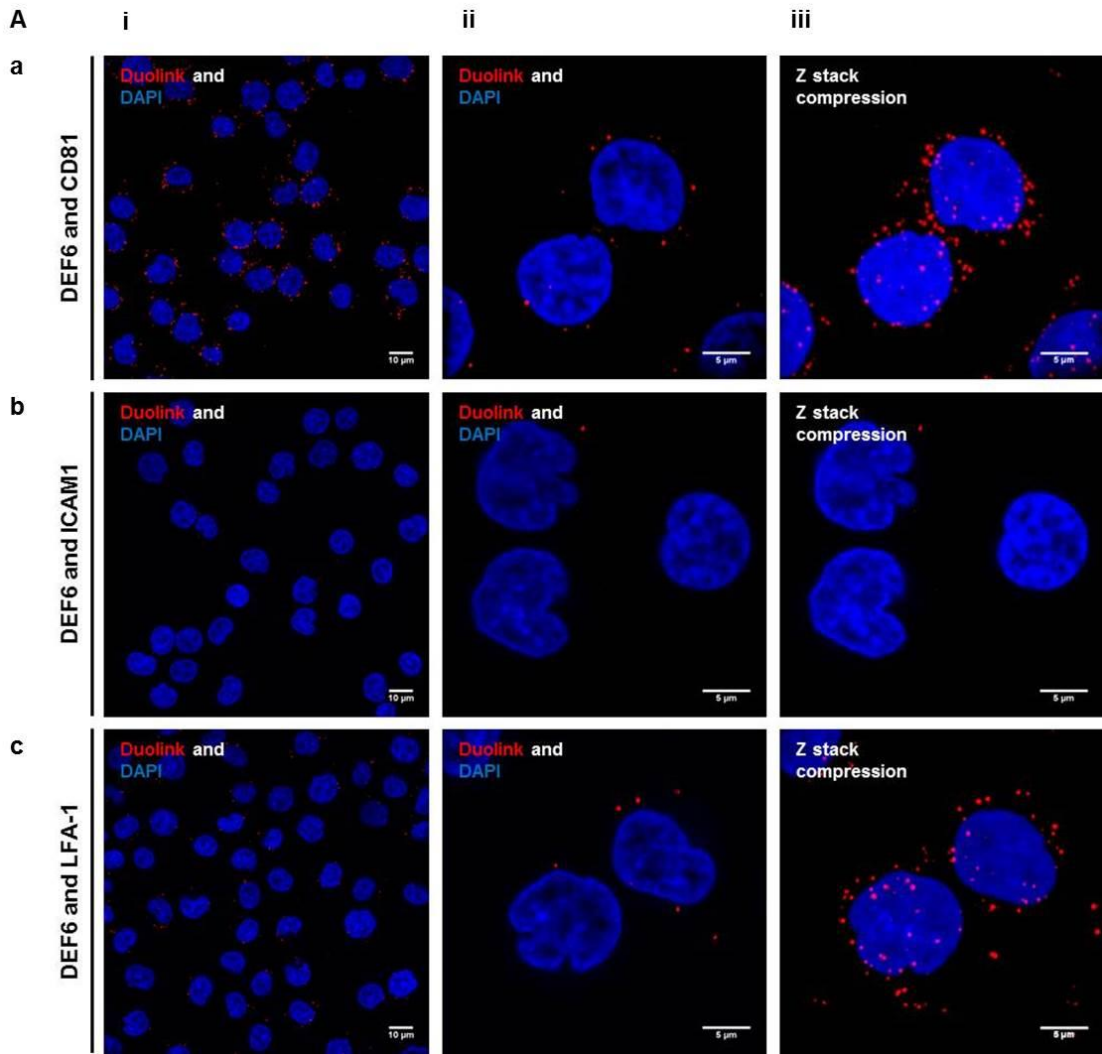 A
i
ii
iii
a
DEF6 and CD81
Duolink and
DAPI
10 µm
Duolink and
DAPI
5 µm
Z stack
compression
5 µm
b
DEF6 and ICAM1
Duolink and
DAPI
10 µm
Duolink and
DAPI
5 µm
Z stack
compression
5 µm
c
DEF6 and LFA-1
Duolink and
DAPI
10 µm
Duolink and
DAPI
5 µm
Z stack
compression
5 µm